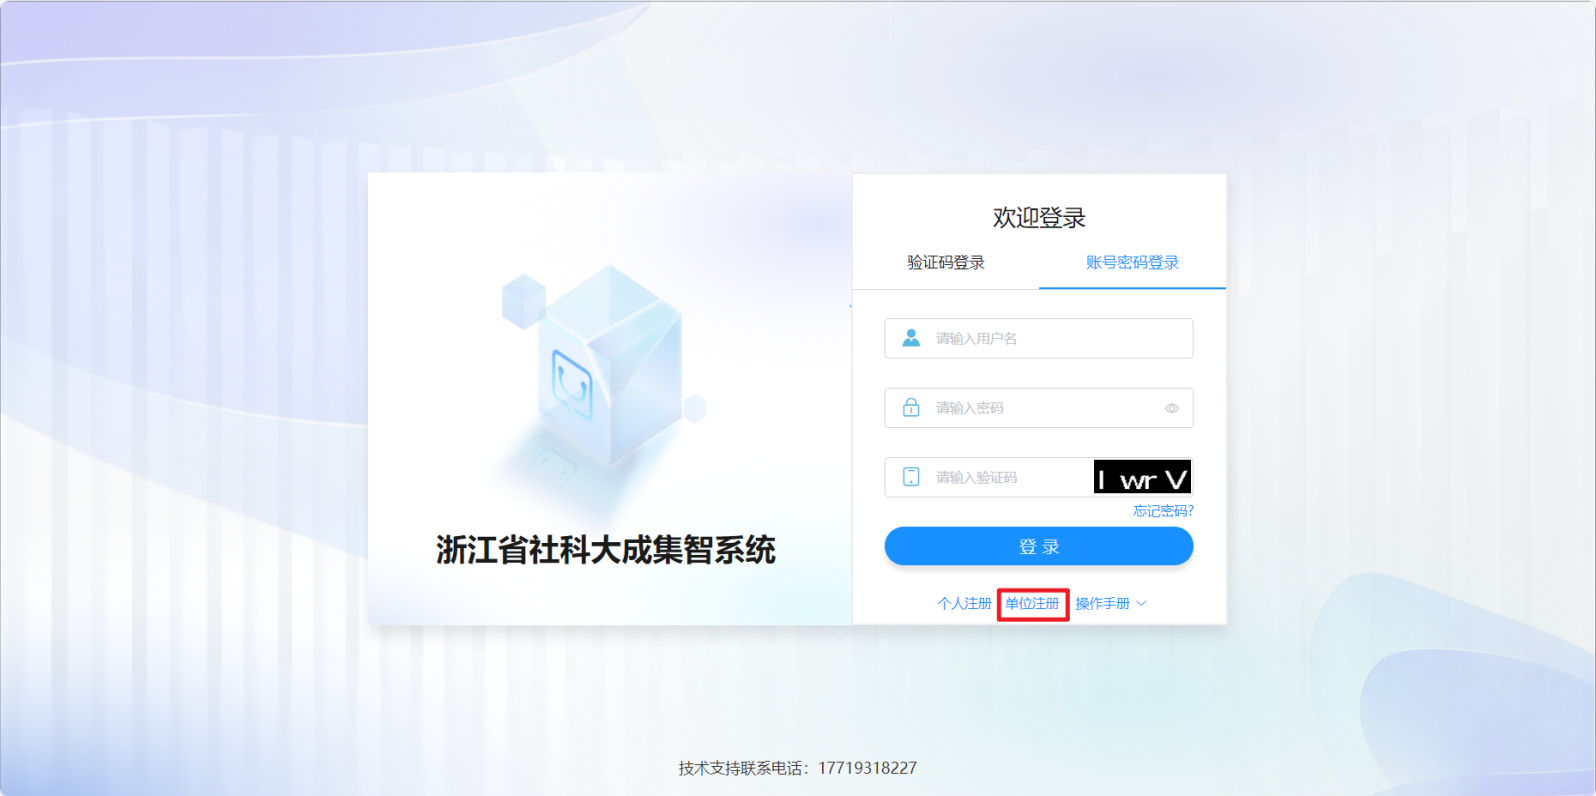 欢迎登录
验证码登录 账号密码登录
请输入用户名
请输入密码
请输入验证码 l wr V
忘记密码?
登 录
浙江省社科大成集智系统
个人注册 单位注册 操作手册
技术支持联系电话：17719318227